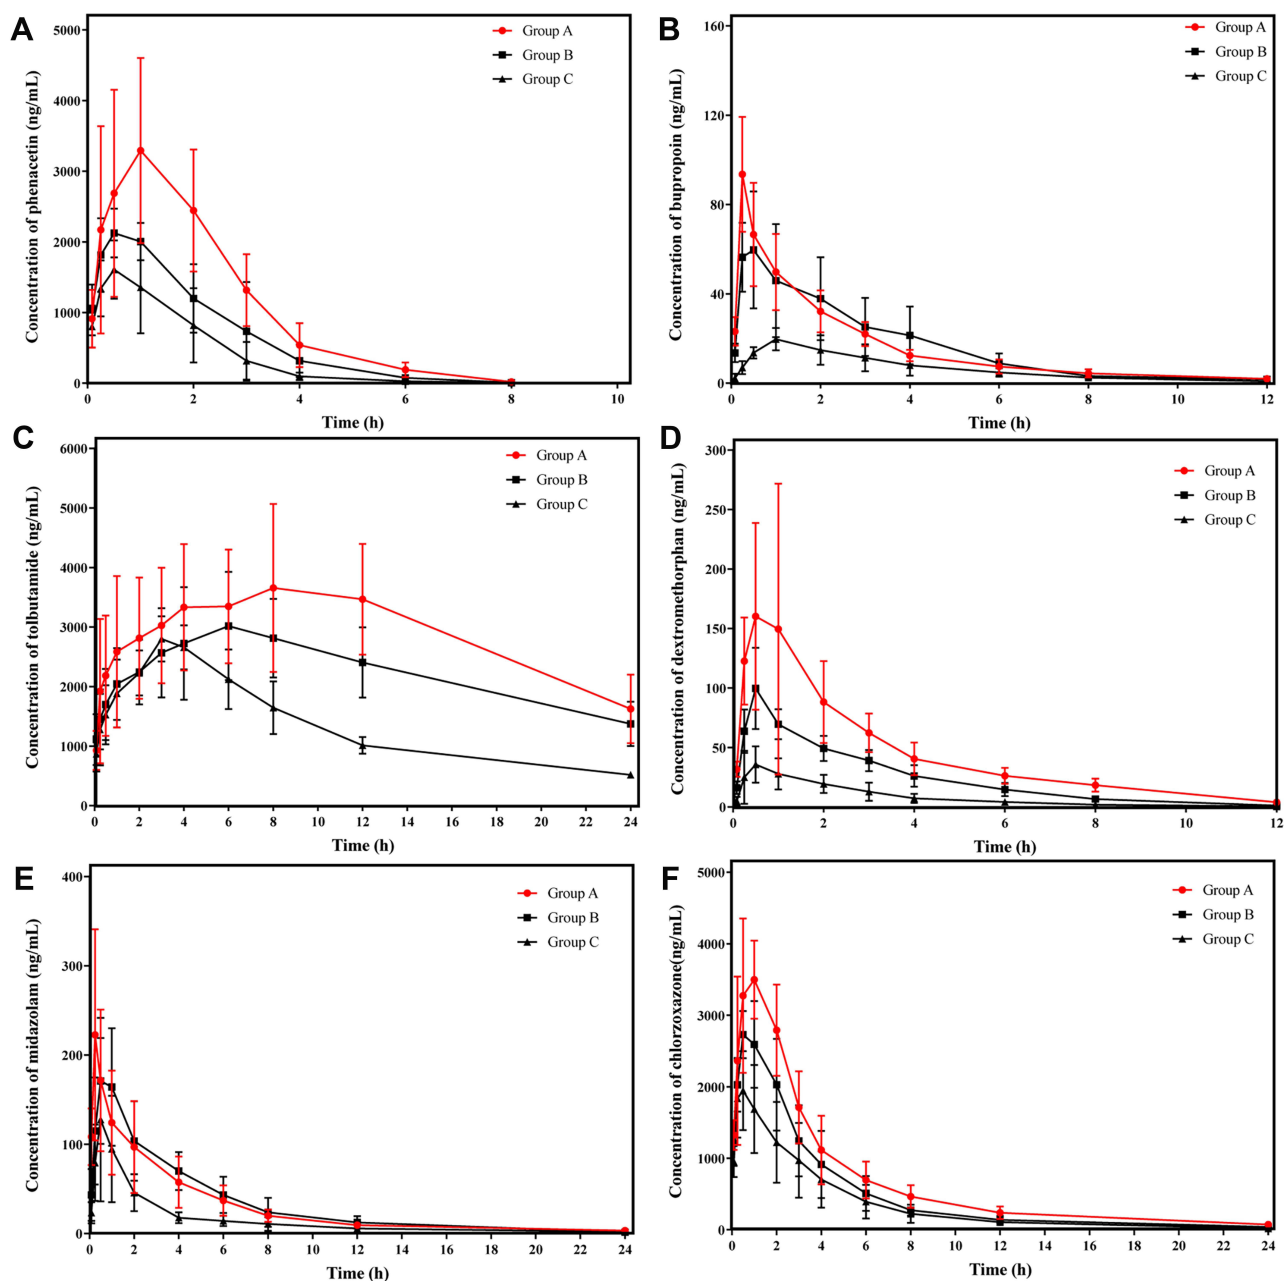 A
Concentration of phenacetin (ng/mL)
5000
4000
3000
2000
1000
0
0 2 4 6 8 10
Time (h)
Group A
Group B
Group C
B
Concentration of bupropoin (ng/mL)
160
120
80
40
0
0 2 4 6 8 10 12
Time (h)
Group A
Group B
Group C
C
Concentration of tolbutamide (ng/mL)
6000
5000
4000
3000
2000
1000
0
0 2 4 6 8 10 12 14 16 18 20 22 24
Time (h)
Group A
Group B
Group C
D
Concentration of dextromethorphan (ng/mL)
300
250
200
150
100
50
0
0 2 4 6 8 10 12
Time (h)
Group A
Group B
Group C
E
Concentration of midazolam (ng/mL)
400
300
200
100
0
0 2 4 6 8 10 12 14 16 18 20 22 24
Time (h)
Group A
Group B
Group C
F
Concentration of chlorzoxazone(ng/mL)
5000
4000
3000
2000
1000
0
0 2 4 6 8 10 12 14 16 18 20 22 24
Time (h)
Group A
Group B
Group C